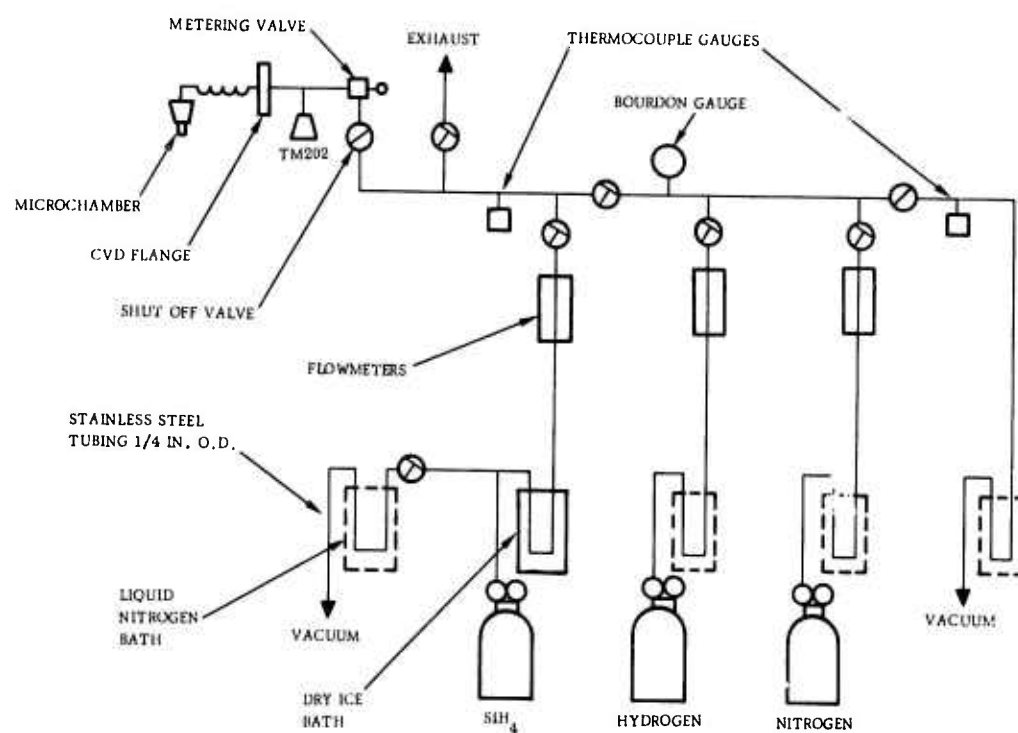 METERING VALVE
EXHAUST
THERMOCOUPLE GAUGES
BOURDON GAUGE
TM202
MICROCHAMBER
CVD FLANGE
SHUT OFF VALVE
FLOWMETERS
STAINLESS STEEL
TUBING 1/4 IN. O.D.
LIQUID
NITROGEN
BATH
VACUUM
DRY ICE
BATH
SiH4
HYDROGEN
NITROGEN
VACUUM